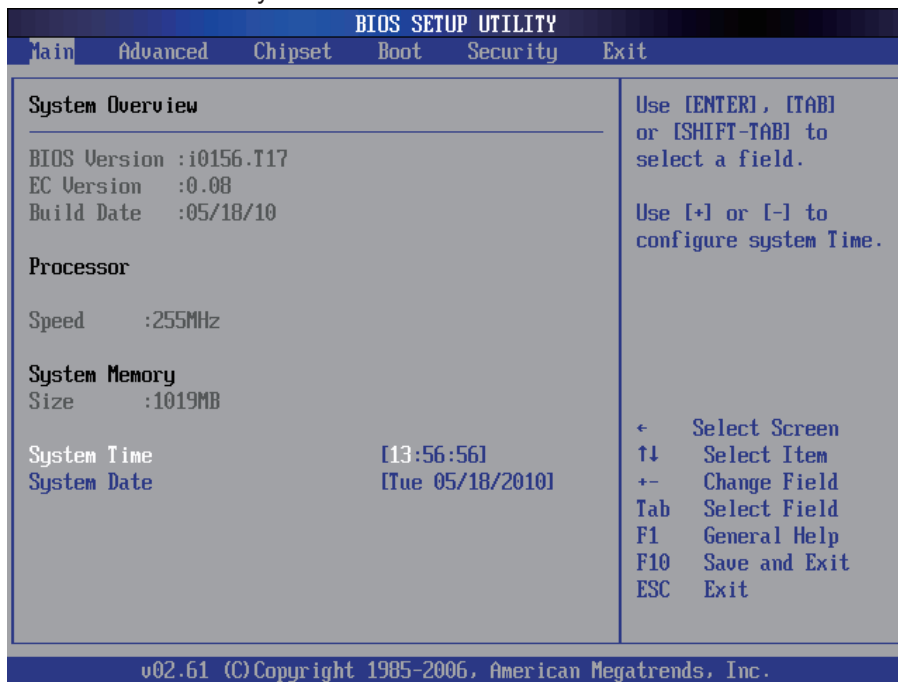 BIOS SETUP UTILITY
Main Advanced Chipset Boot Security Exit
System Overview
BIOS Version :i0156.T17
EC Version :0.08
Build Date :05/18/10
Processor
Speed :255MHz
System Memory
Size :1019MB
System Time [13:56:56]
System Date [Tue 05/18/2010]
Use [ENTER], [TAB]
or [SHIFT-TAB] to
select a field.
Use [+] or [-] to
configure system Time.
← Select Screen
↑↓ Select Item
+- Change Field
Tab Select Field
F1 General Help
F10 Save and Exit
ESC Exit
v02.61 (C)Copyright 1985-2006, American Megatrends, Inc.